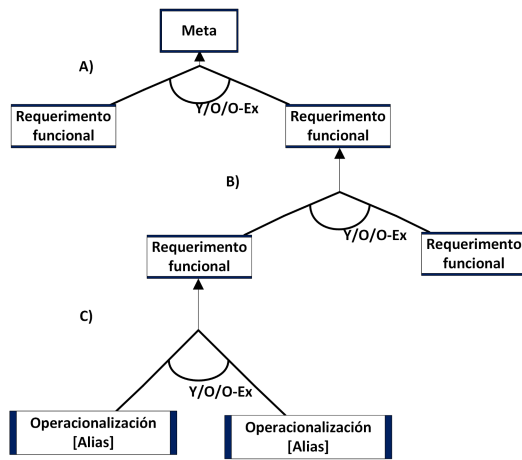 Meta
A)
Y/O/O-Ex
Requerimento
funcional
Requerimento
funcional
B)
Y/O/O-Ex
Requerimento
funcional
Requerimento
funcional
C)
Y/O/O-Ex
Operacionalización
[Alias]
Operacionalización
[Alias]